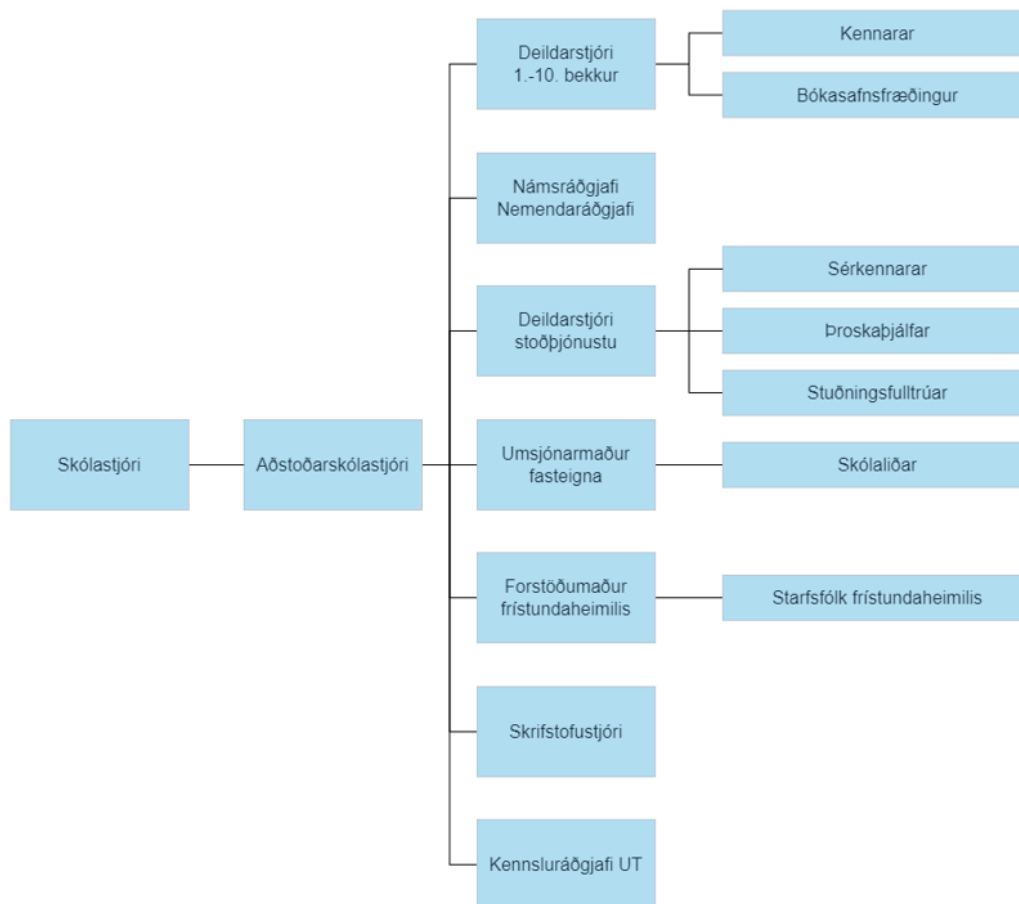 Skólastjóri
Aðstoðarskólastjóri
Deildarstjóri
1.-10. bekkur
Kennarar
Bókasafnsfræðingur
Námsráðgjafi
Nemendaráðgjafi
Deildarstjóri
stoðþjónustu
Sérkennarar
Þroskaþjálfar
Stuðningsfulltrúar
Umsjónarmaður
fasteigna
Skólaliðar
Forstöðumaður
frístundaheimilis
Starfsfólk frístundaheimilis
Skrifstofustjóri
Kennsluráðgjafi UT